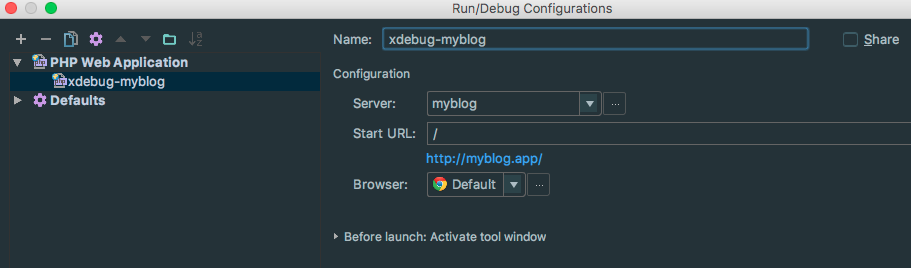 Run/Debug Configurations
Name: xdebug-myblog Share
PHP Web Application
xdebug-myblog
Defaults
Configuration
Server: myblog ...
Start URL: /
http://myblog.app/
Browser: Default ...
Before launch: Activate tool window